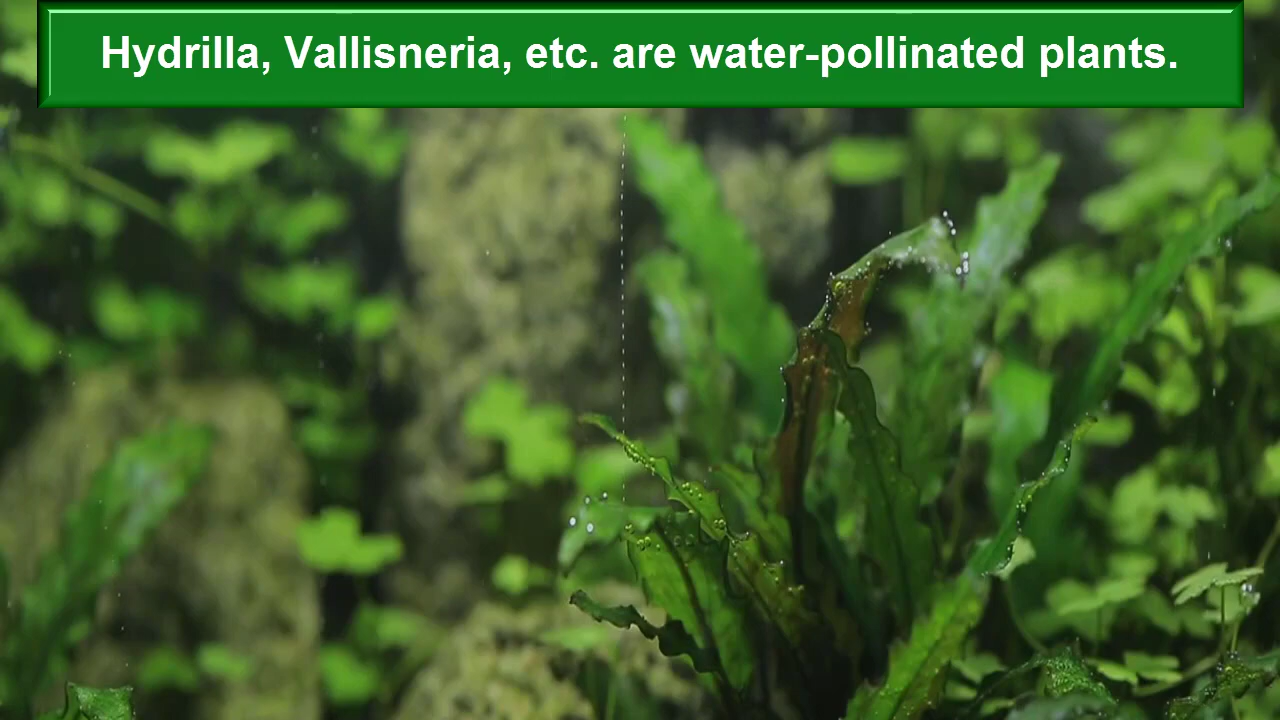 Hydrilla, Vallisneria, etc. are water-pollinated plants.